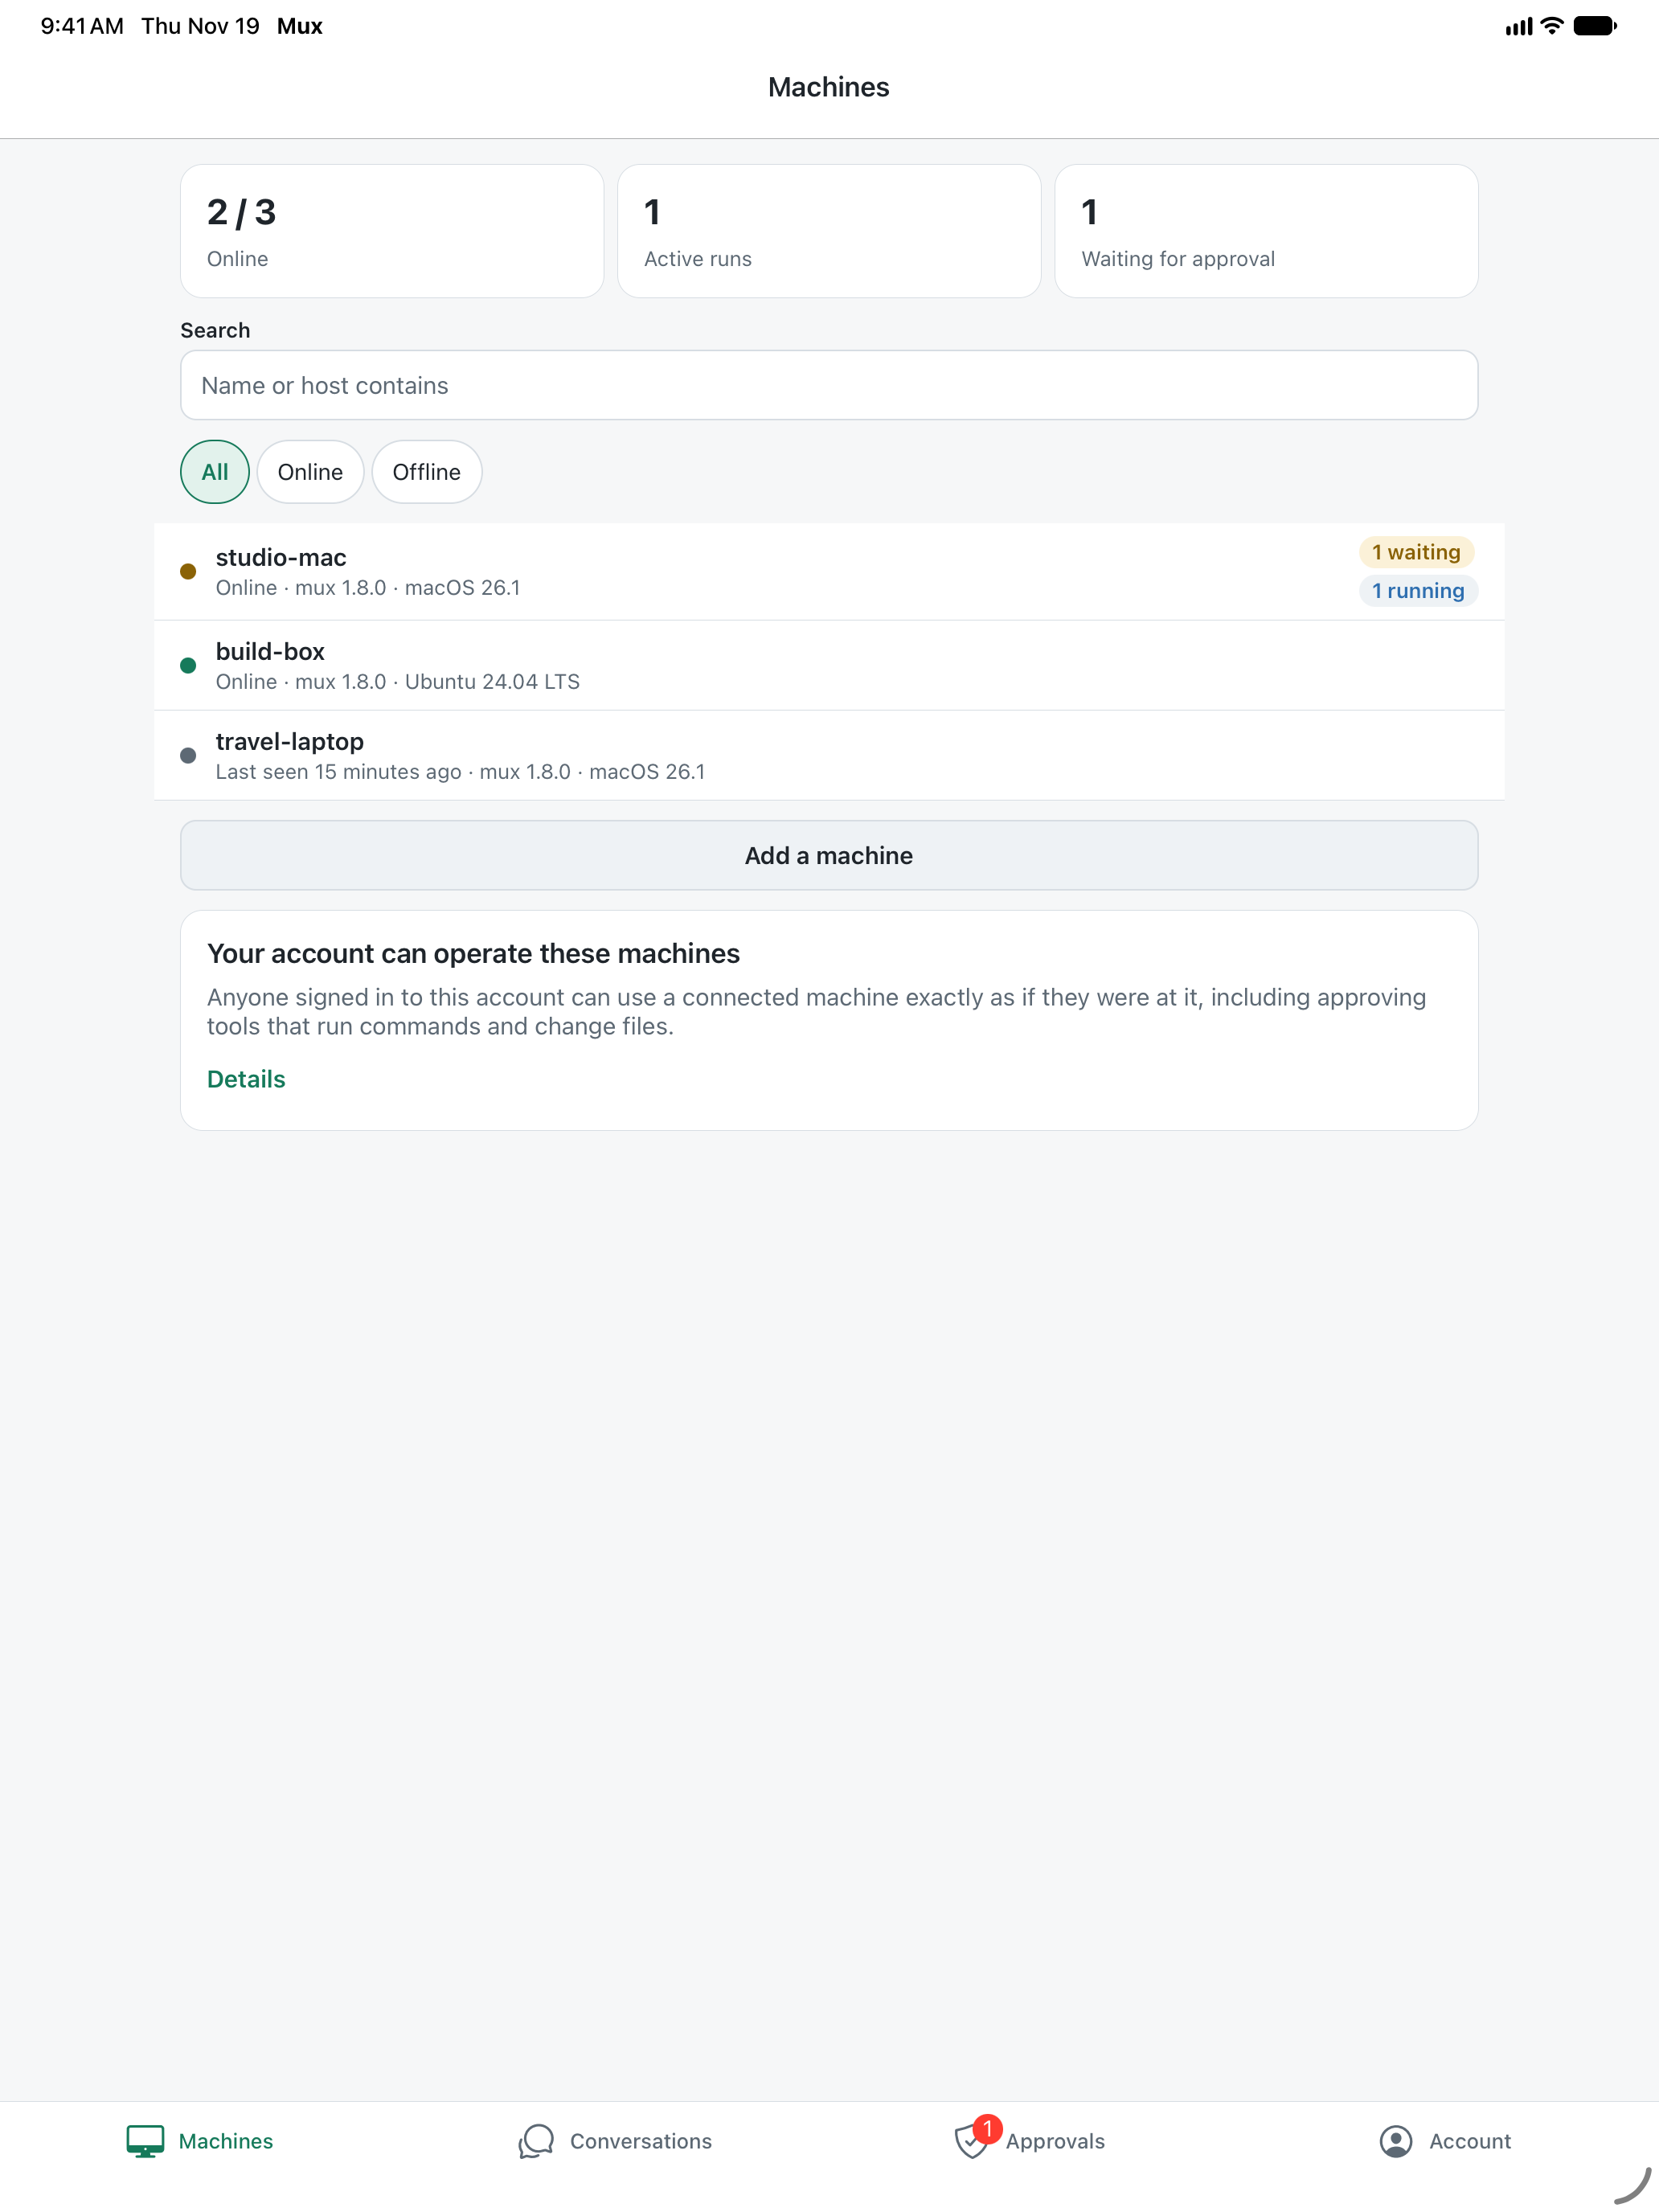 9:41 AM Thu Nov 19 Mux
Machines
2 / 3
Online
1
Active runs
1
Waiting for approval
Search
Name or host contains
All
Online
Offline
studio-mac
Online · mux 1.8.0 · macOS 26.1
1 waiting
1 running
build-box
Online · mux 1.8.0 · Ubuntu 24.04 LTS
travel-laptop
Last seen 15 minutes ago · mux 1.8.0 · macOS 26.1
Add a machine
Your account can operate these machines
Anyone signed in to this account can use a connected machine exactly as if they were at it, including approving
tools that run commands and change files.
Details
Machines
Conversations
1
Approvals
Account